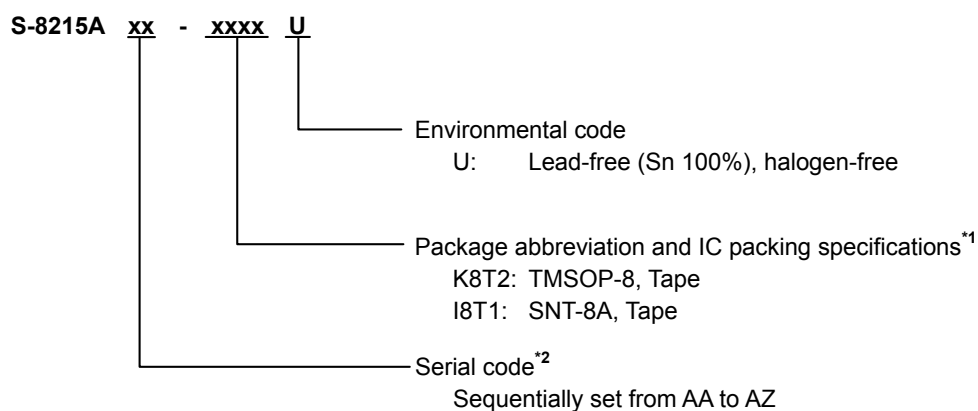 S-8215A xx - xxxx U
Environmental code
U: Lead-free (Sn 100%), halogen-free
Package abbreviation and IC packing specifications*1
K8T2: TMSOP-8, Tape
I8T1: SNT-8A, Tape
Serial code*2
Sequentially set from AA to AZ